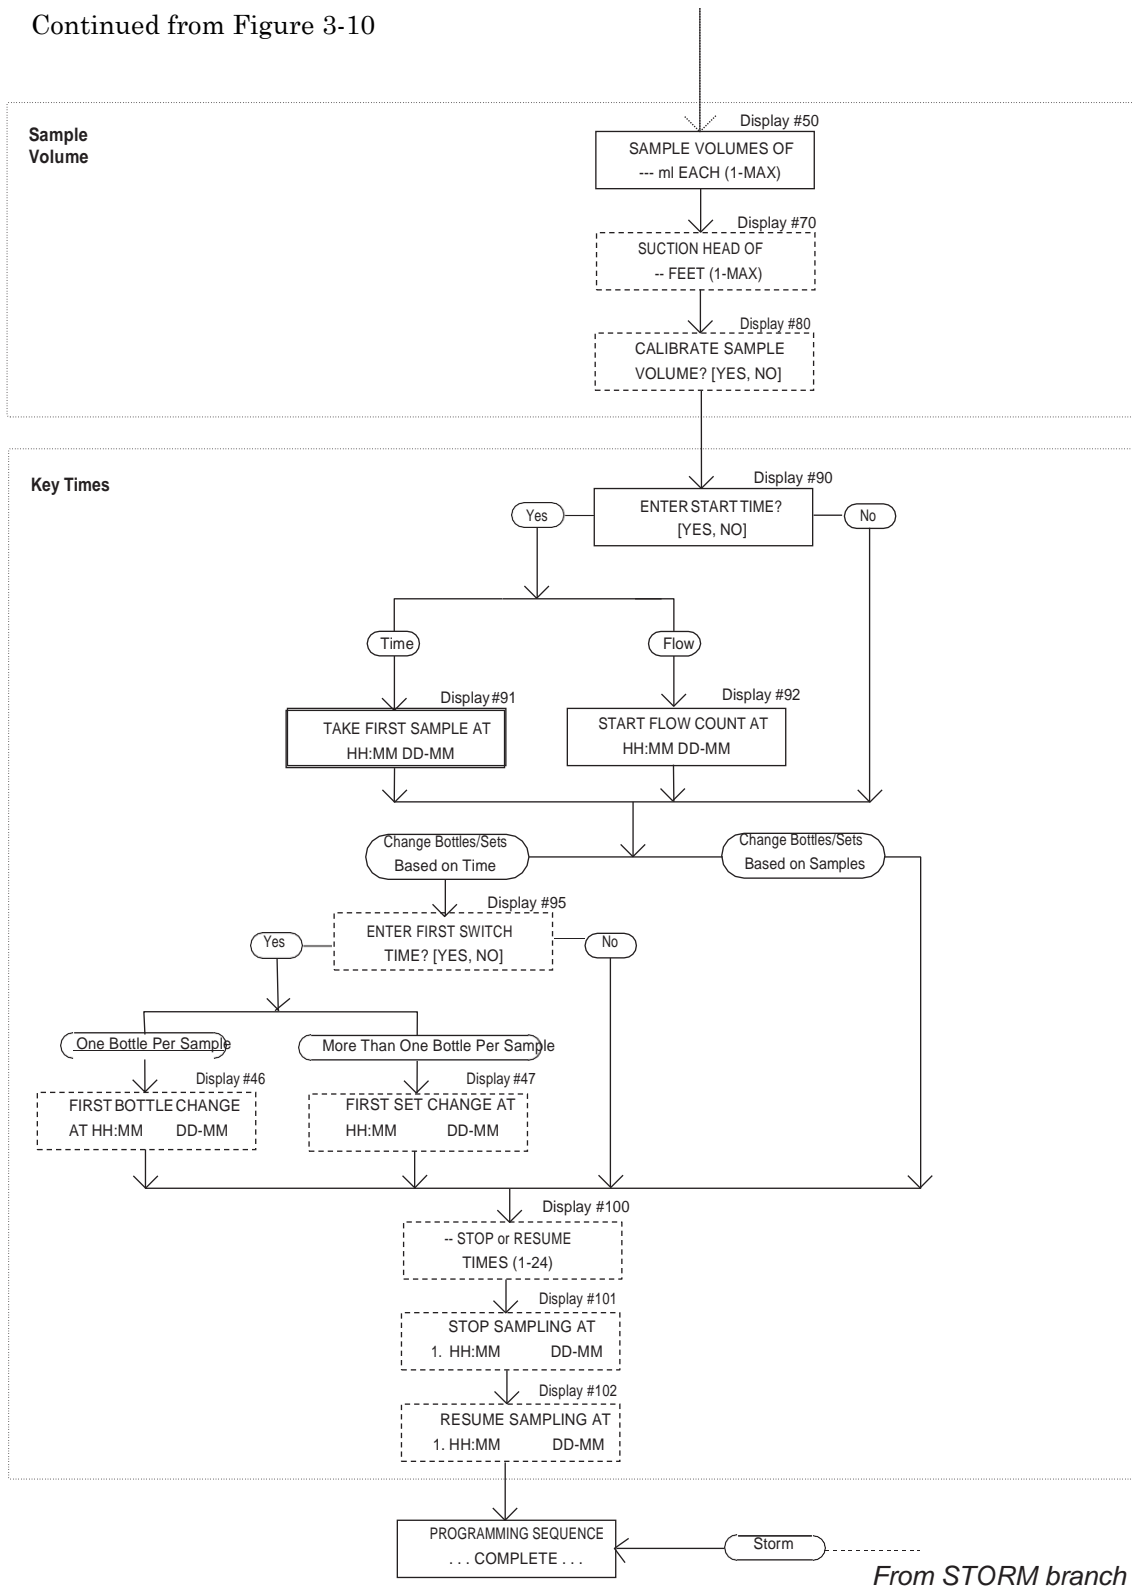 Continued from Figure 3-10
Sample
Volume
Display #50
SAMPLE VOLUMES OF
--- ml EACH (1-MAX)
Display #70
SUCTION HEAD OF
-- FEET (1-MAX)
Display #80
CALIBRATE SAMPLE
VOLUME? [YES, NO]
Key Times
Display #90
ENTER START TIME?
[YES, NO]
Yes
No
Time
Flow
Display #91
TAKE FIRST SAMPLE AT
HH:MM DD-MM
Display #92
START FLOW COUNT AT
HH:MM DD-MM
Change Bottles/Sets
Based on Time
Change Bottles/Sets
Based on Samples
Display #95
ENTER FIRST SWITCH
TIME? [YES, NO]
Yes
No
One Bottle Per Sample
More Than One Bottle Per Sample
Display #46
FIRST BOTTLE CHANGE
AT HH:MM DD-MM
Display #47
FIRST SET CHANGE AT
HH:MM DD-MM
Display #100
-- STOP or RESUME
TIMES (1-24)
Display #101
STOP SAMPLING AT
1. HH:MM DD-MM
Display #102
RESUME SAMPLING AT
1. HH:MM DD-MM
PROGRAMMING SEQUENCE
. . . COMPLETE . . .
Storm
From STORM branch